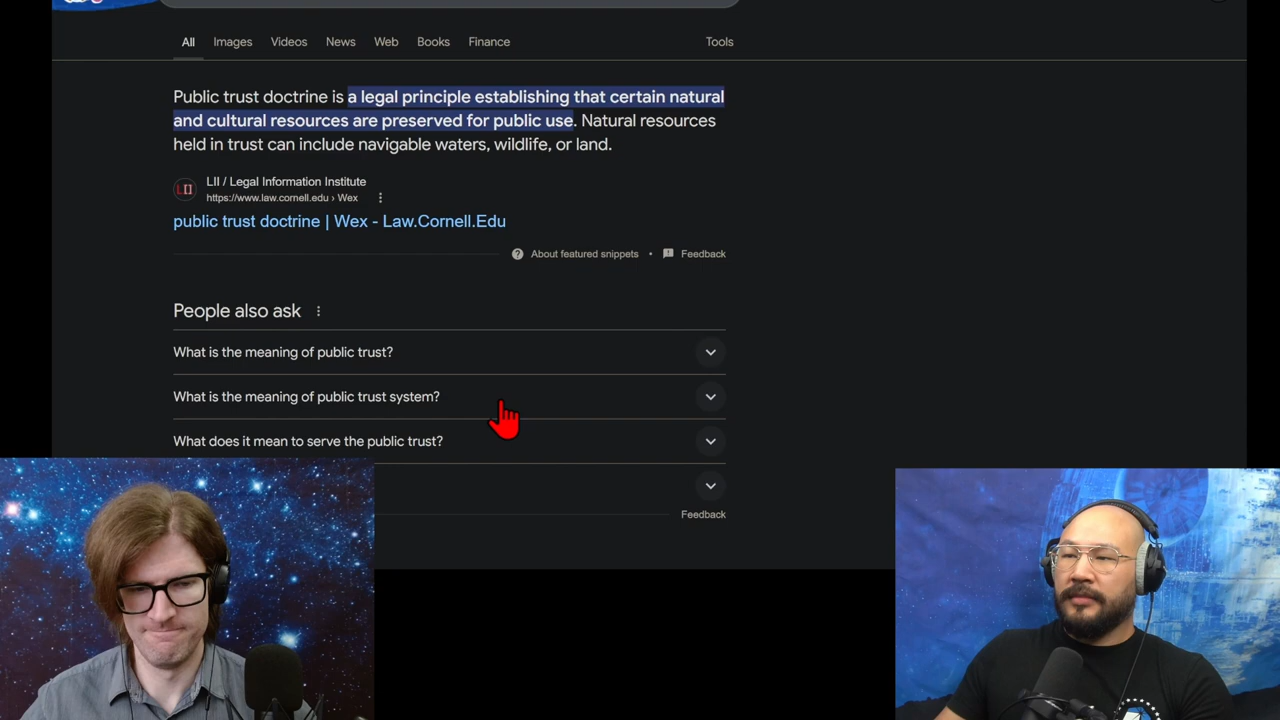 All Images Videos News Web Books Finance Tools
Public trust doctrine is a legal principle establishing that certain natural
and cultural resources are preserved for public use. Natural resources
held in trust can include navigable waters, wildlife, or land.
LII / Legal Information Institute
https://www.law.cornell.edu › Wex
public trust doctrine | Wex - Law.Cornell.Edu
About featured snippets • Feedback
People also ask
What is the meaning of public trust?
What is the meaning of public trust system?
What does it mean to serve the public trust?
Feedback